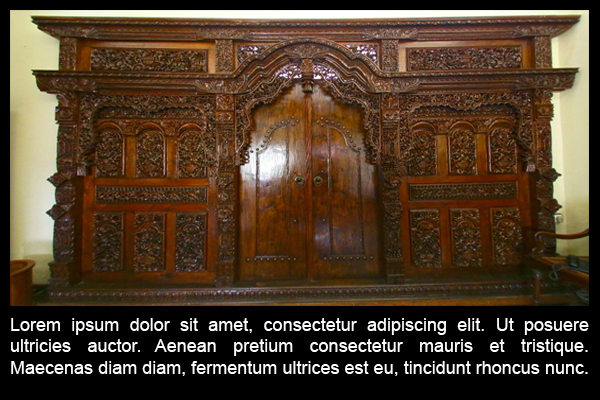 Lorem ipsum dolor sit amet, consectetur adipiscing elit. Ut posuere
ultricies auctor. Aenean pretium consectetur mauris et tristique.
Maecenas diam diam, fermentum ultrices est eu, tincidunt rhoncus nunc.